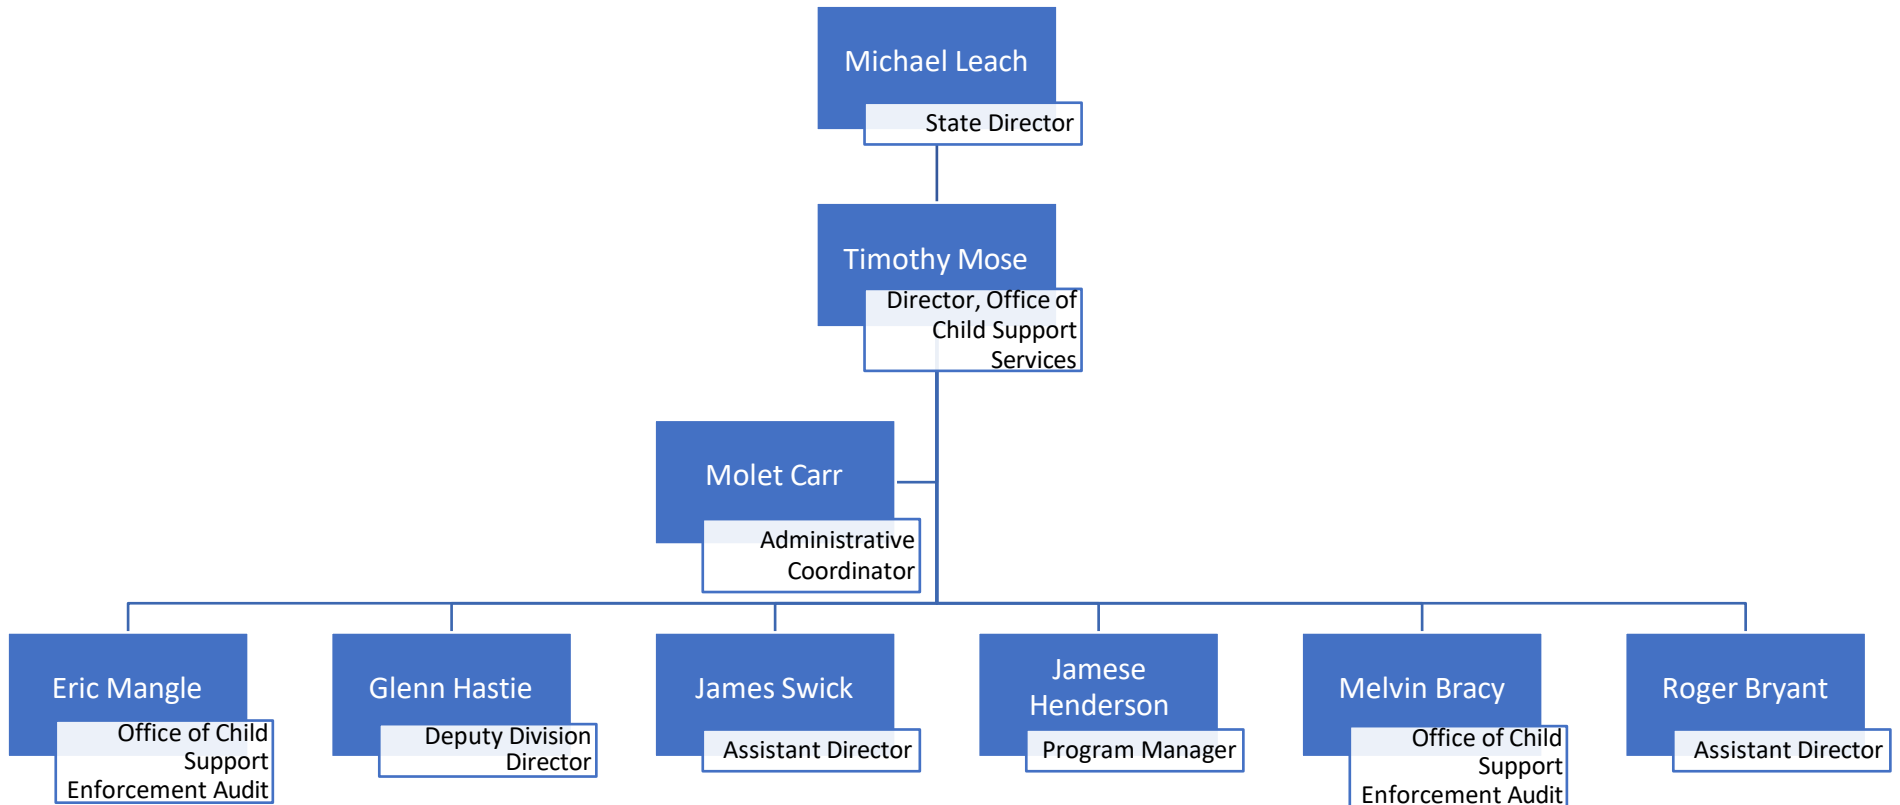 Michael Leach
State Director
Timothy Mose
Director, Office of
Child Support
Services
Molet Carr
Administrative
Coordinator
Eric Mangle
Office of Child
Support
Enforcement Audit
Glenn Hastie
Deputy Division
Director
James Swick
Assistant Director
Jamese
Henderson
Program Manager
Melvin Bracy
Office of Child
Support
Enforcement Audit
Roger Bryant
Assistant Director